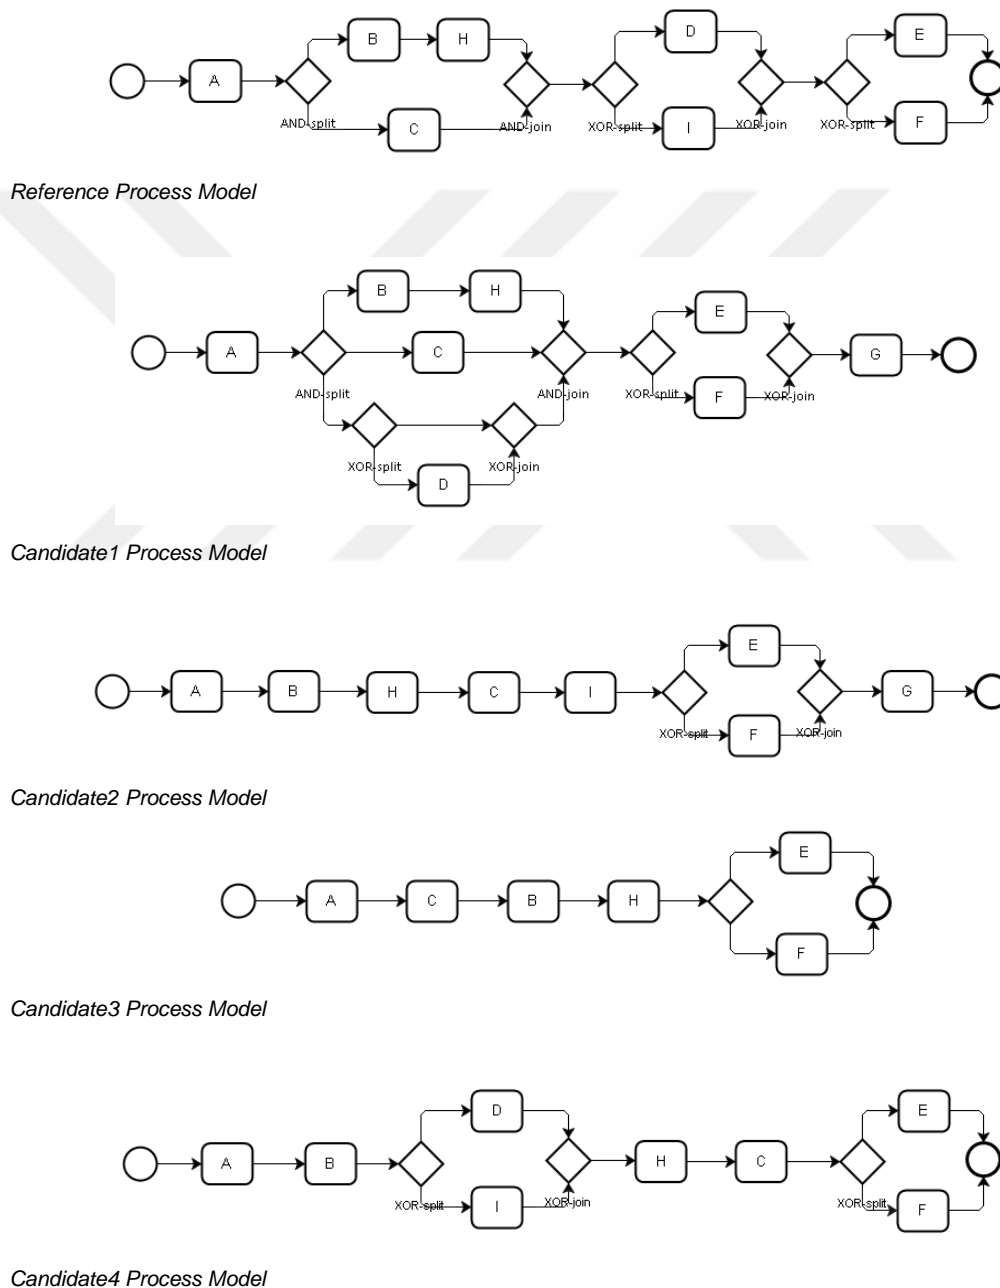 B H D E
A
C I F
AND-split AND-join XOR-split XOR-join XOR-split
Reference Process Model
B H E
A C G
AND-split AND-join XOR-split F XOR-join
XOR-split XOR-join
D
Candidate1 Process Model
E
A B H C I G
XOR-split F XOR-join
Candidate2 Process Model
E
A C B H
F
Candidate3 Process Model
D E
A B H C
XOR-split I XOR-join XOR-split F
Candidate4 Process Model